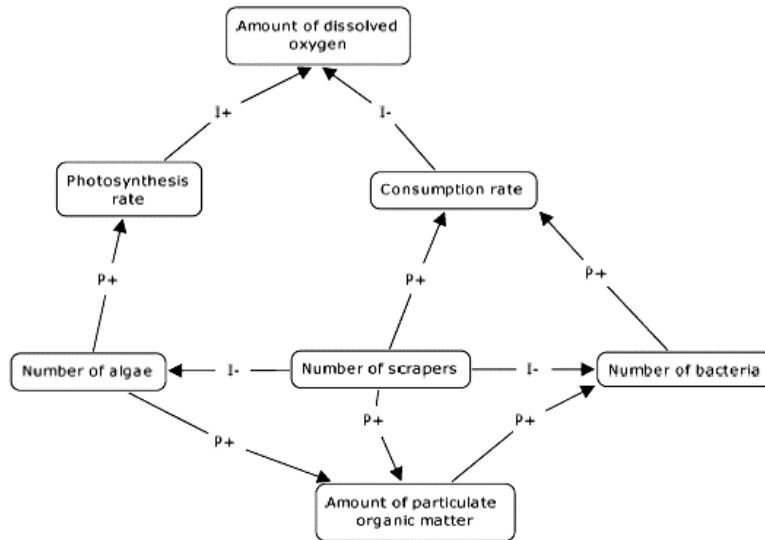 Amount of dissolved
oxygen
I+
I-
Photosynthesis
rate
Consumption rate
P+
P+
P+
Number of algae
I-
Number of scrapers
I-
Number of bacteria
P+
P+
P+
Amount of particulate
organic matter